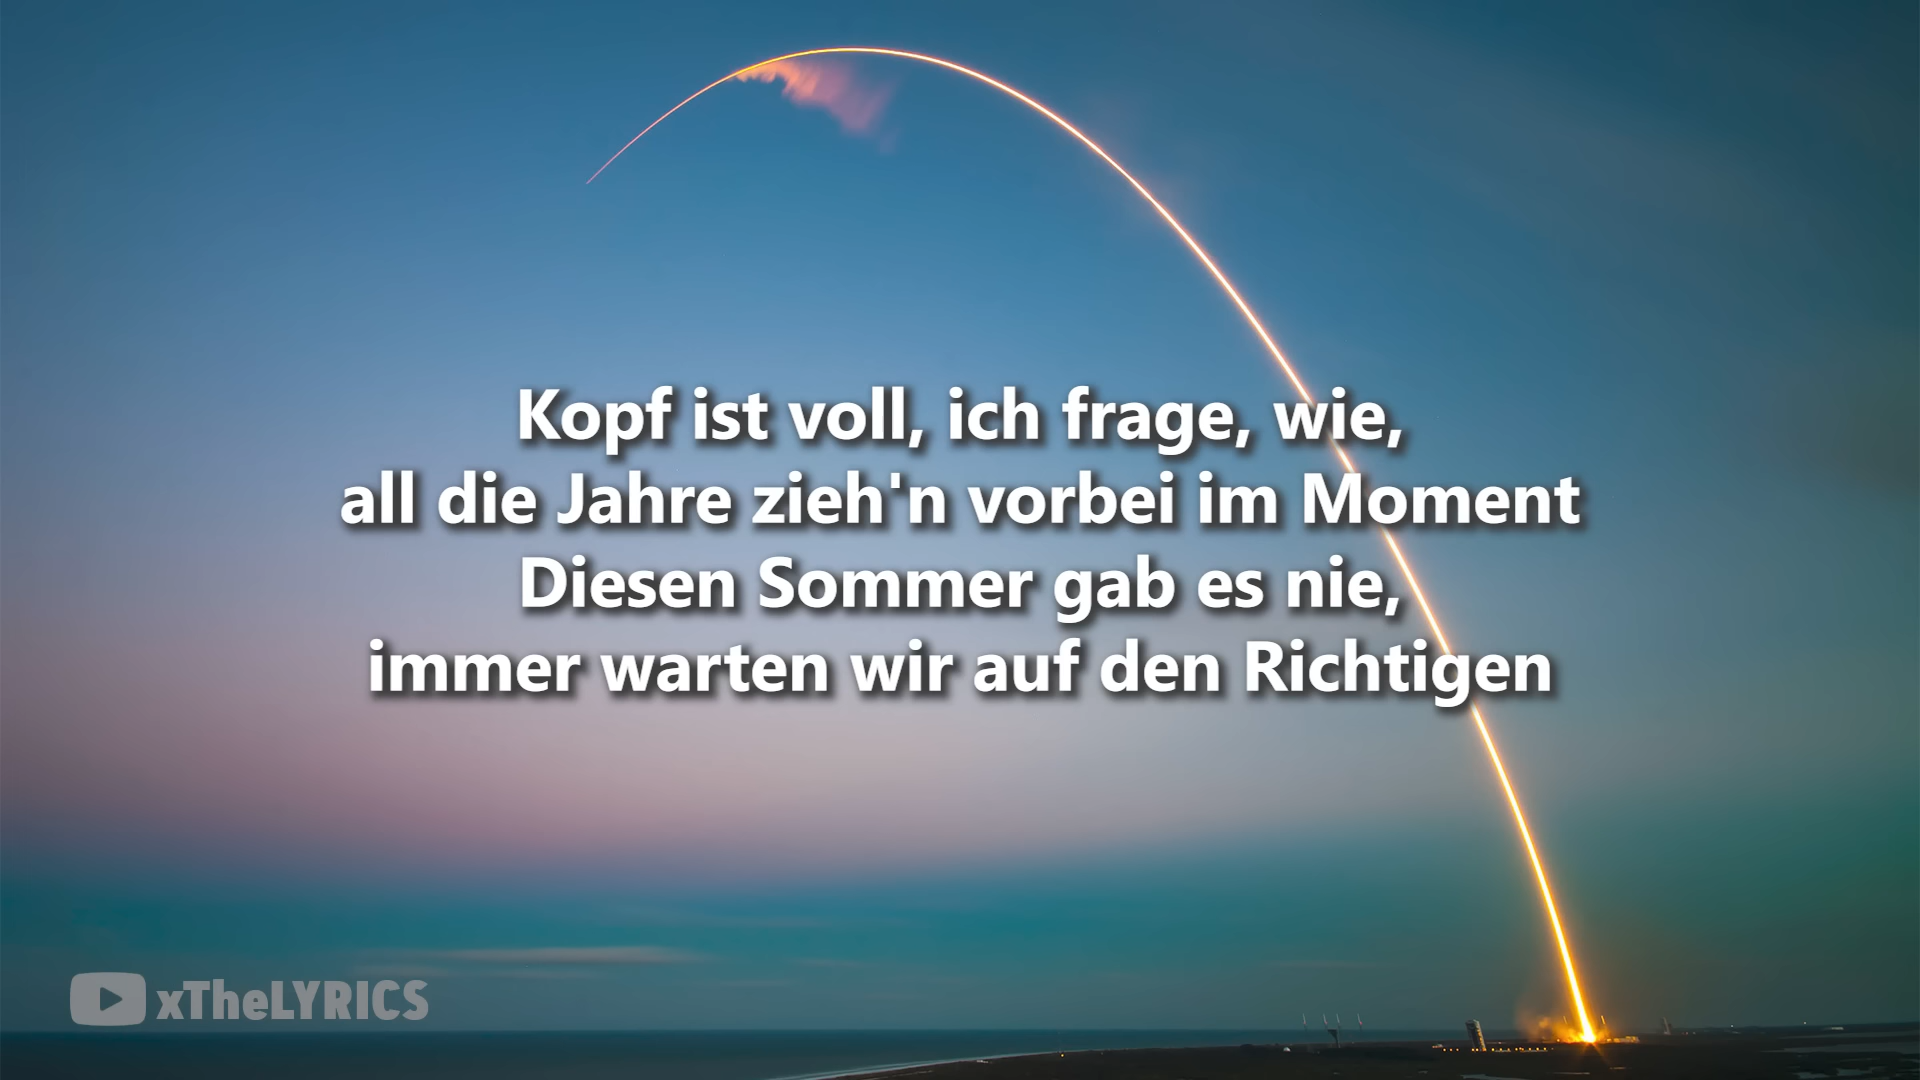 Kopf ist voll, ich frage, wie,
all die Jahre zieh'n vorbei im Moment
Diesen Sommer gab es nie,
immer warten wir auf den Richtigen
xTheLYRICS